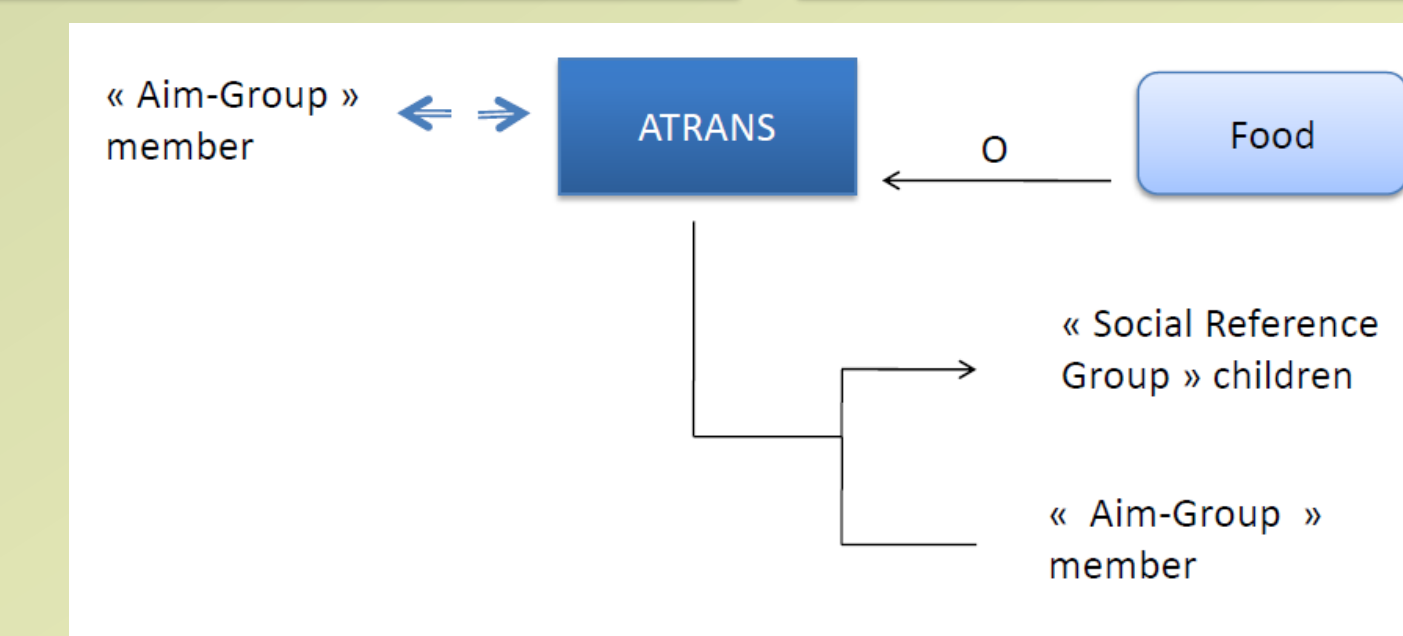 « Aim-Group »
member
ATRANS
O
Food
« Social Reference
Group » children
«  Aim-Group  »
member